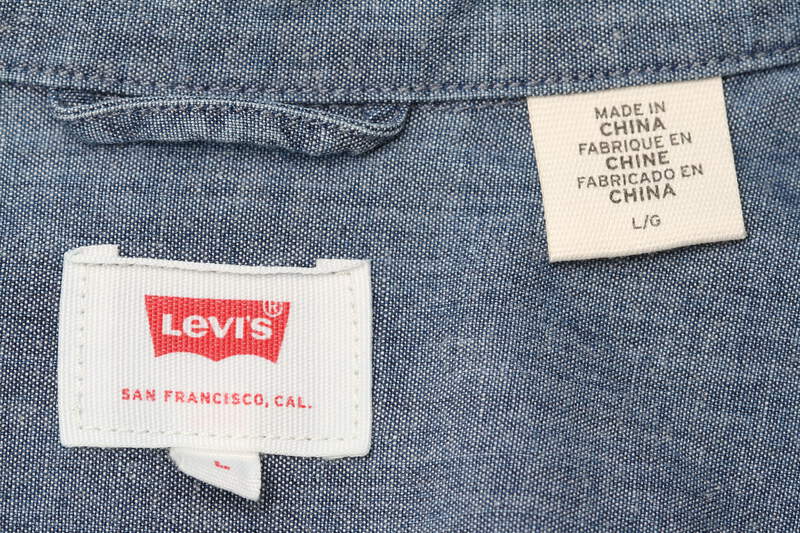 MADE IN
CHINA
FABRIQUE EN
CHINE
FABRICADO EN
CHINA
L/G
Levi's®
SAN FRANCISCO, CAL.
L